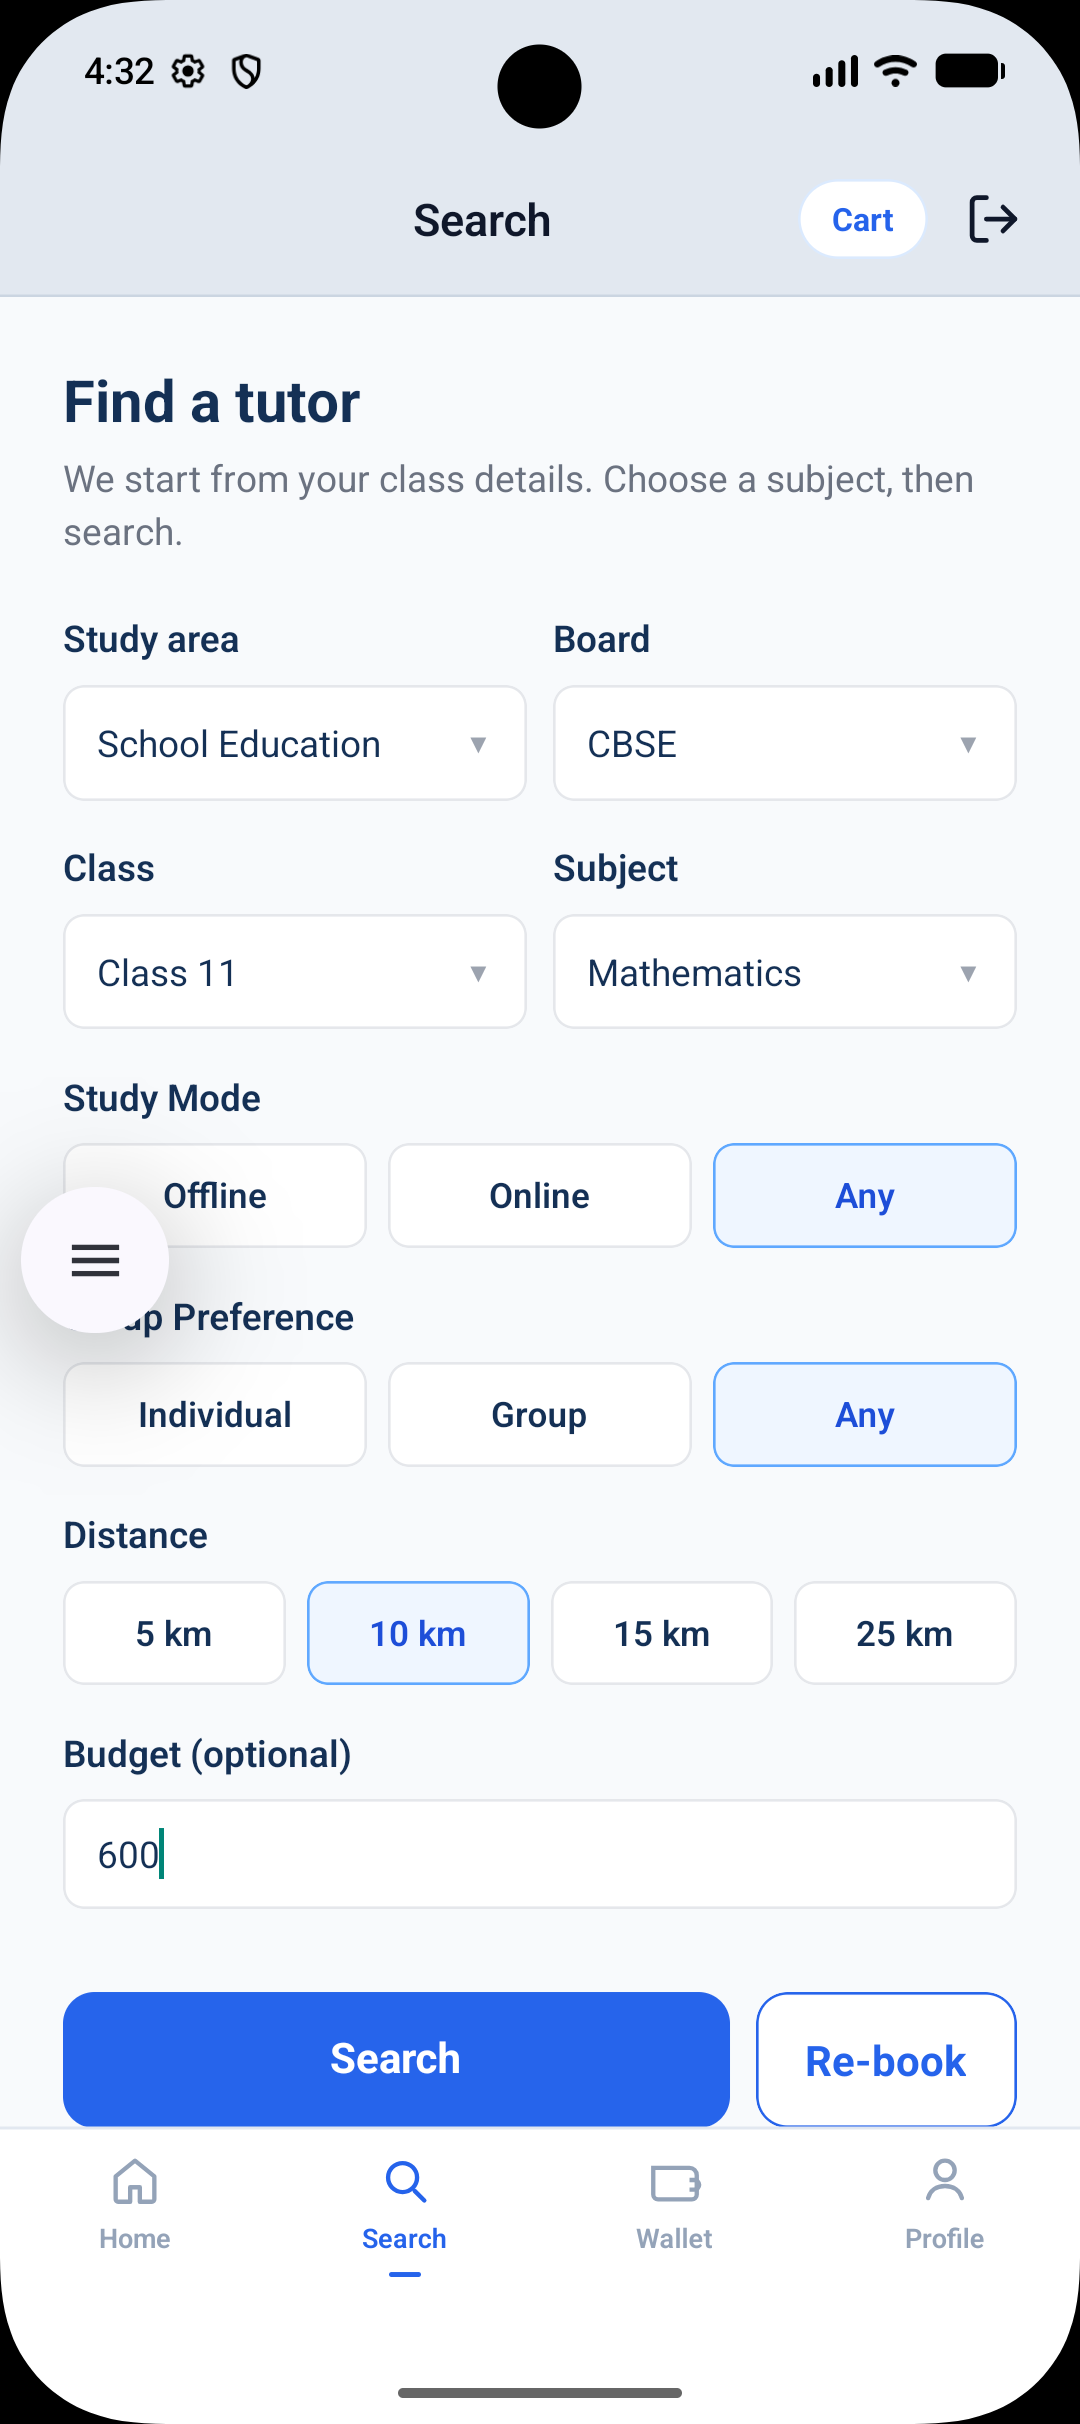 4:32
Search
Cart
Find a tutor
We start from your class details. Choose a subject, then
search.
Study area
Board
School Education
CBSE
Class
Subject
Class 11
Mathematics
Study Mode
Offline
Online
Any
up Preference
Individual
Group
Any
Distance
5 km
10 km
15 km
25 km
Budget (optional)
600
Search
Re-book
Home
Search
Wallet
Profile